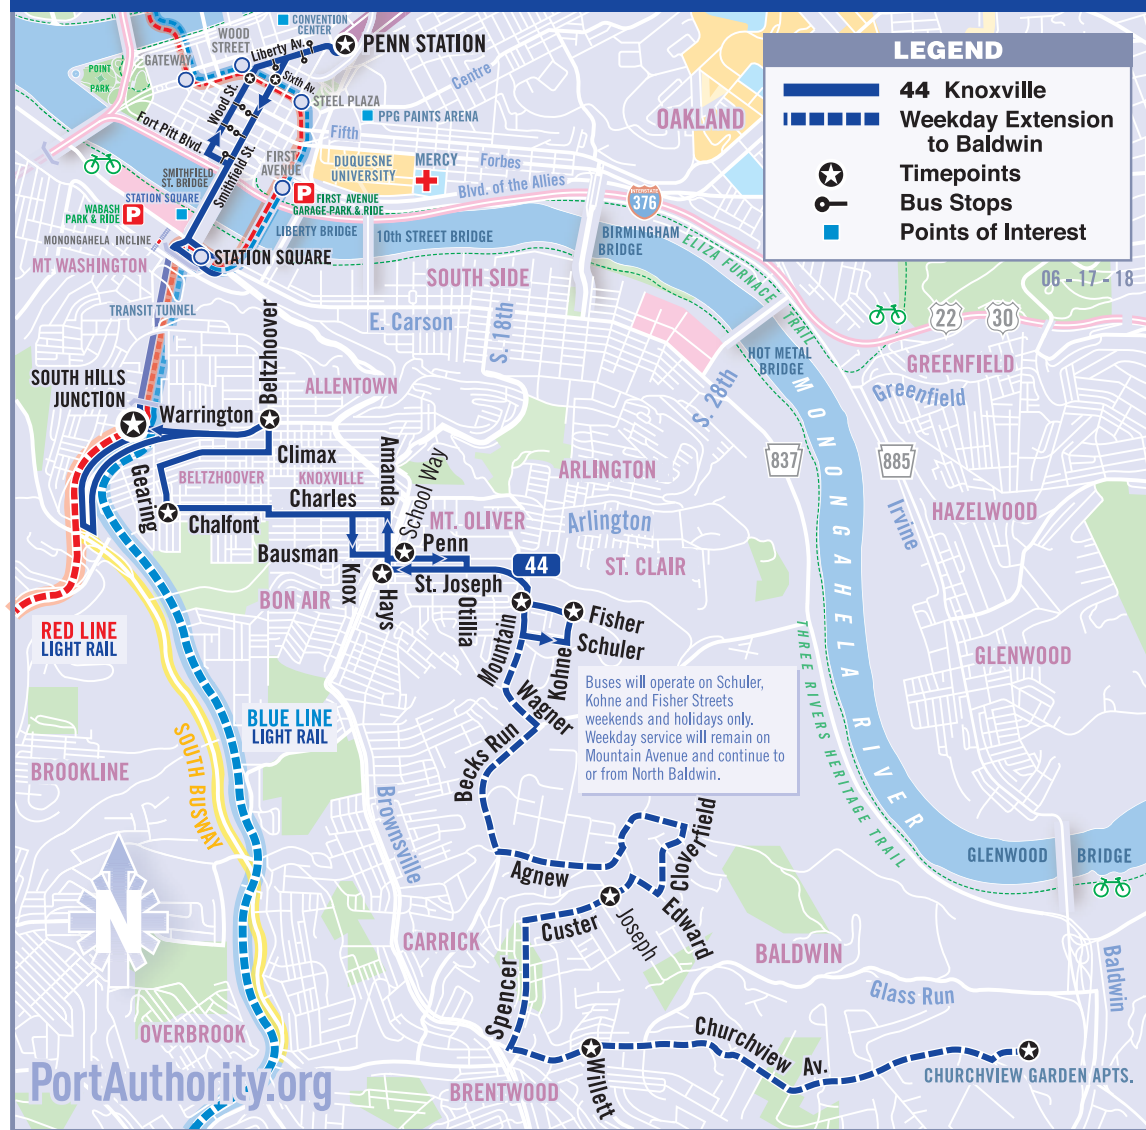 CONVENTION
CENTER
WOOD
STREET
Liberty Av.
PENN STATION
GATEWAY
Sixth Av.
POINT
PARK
Centre
STEEL PLAZA
Wood St.
PPG PAINTS ARENA
Fort Pitt Blvd.
Fifth
FIRST
AVENUE
DUQUESNE
UNIVERSITY
MERCY
Forbes
SMITHFIELD
ST. BRIDGE
Smithfield St.
Blvd. of the Allies
STATION SQUARE
P
FIRST AVENUE
GARAGE PARK & RIDE
WABASH
PARK & RIDE
P
LIBERTY BRIDGE
10th STREET BRIDGE
MONONGAHELA INCLINE
STATION SQUARE
MT WASHINGTON
OAKLAND
INTERSTATE
376
BIRMINGHAM
BRIDGE
ELIZA FURNACE TRAIL
LEGEND
44 Knoxville
Weekday Extension
to Baldwin
Timepoints
Bus Stops
Points of Interest
06 - 17 - 18
SOUTH SIDE
TRANSIT TUNNEL
Beltzhoover
E. Carson
S. 18th
22
30
HOT METAL
BRIDGE
GREENFIELD
Greenfield
SOUTH HILLS
JUNCTION
ALLENTOWN
S. 28th
MONONGAHELA RIVER
Warrington
Climax
Amanda
School Way
ARLINGTON
837
885
Gearing
BELTZHOOVER
KNOXVILLE
Charles
Chalfont
MT. OLIVER
Arlington
Irvine
HAZELWOOD
Bausman
Penn
44
ST. CLAIR
Knox
St. Joseph
BON AIR
Hays
Otillia
Mountain
Fisher
Schuler
Kohne
RED LINE
LIGHT RAIL
THREE RIVERS HERITAGE TRAIL
GLENWOOD
Wagner
Buses will operate on Schuler,
Kohne and Fisher Streets
weekends and holidays only.
Weekday service will remain on
Mountain Avenue and continue to
or from North Baldwin.
BLUE LINE
LIGHT RAIL
SOUTH BUSWAY
Becks Run
BROOKLINE
Brownsville
Cloverfield
GLENWOOD
BRIDGE
Agnew
N
Custer
Joseph
Edward
CARRICK
BALDWIN
Baldwin
Spencer
Glass Run
OVERBROOK
Churchview Av.
Willett
CHURCHVIEW GARDEN APTS.
PortAuthority.org
BRENTWOOD